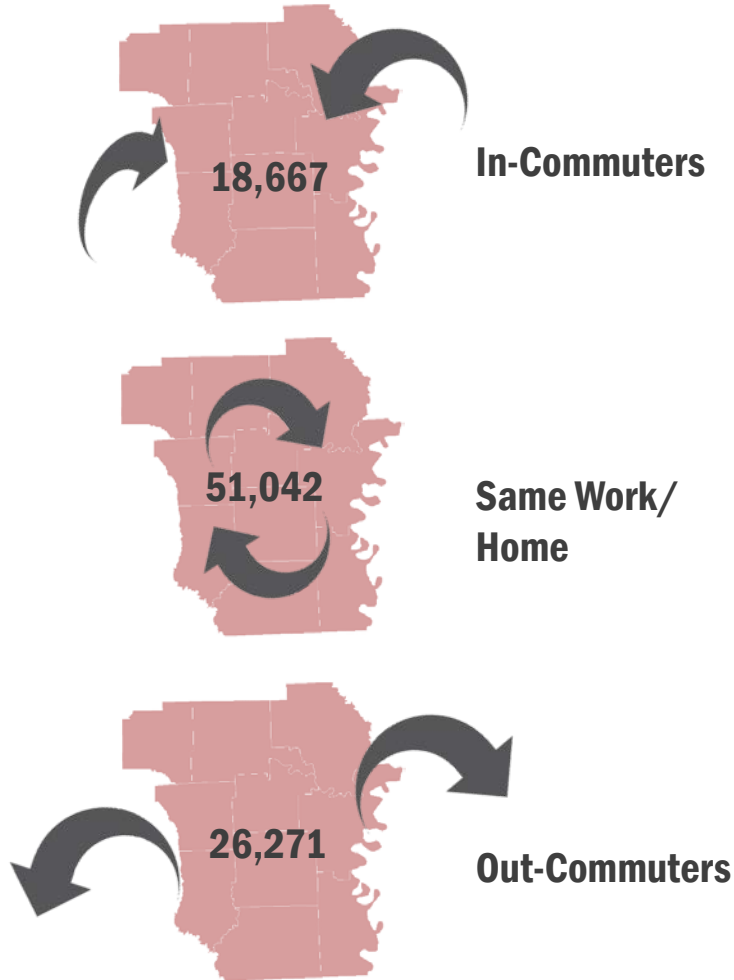 18,667
In-Commuters
51,042
Same Work/
Home
26,271
Out-Commuters